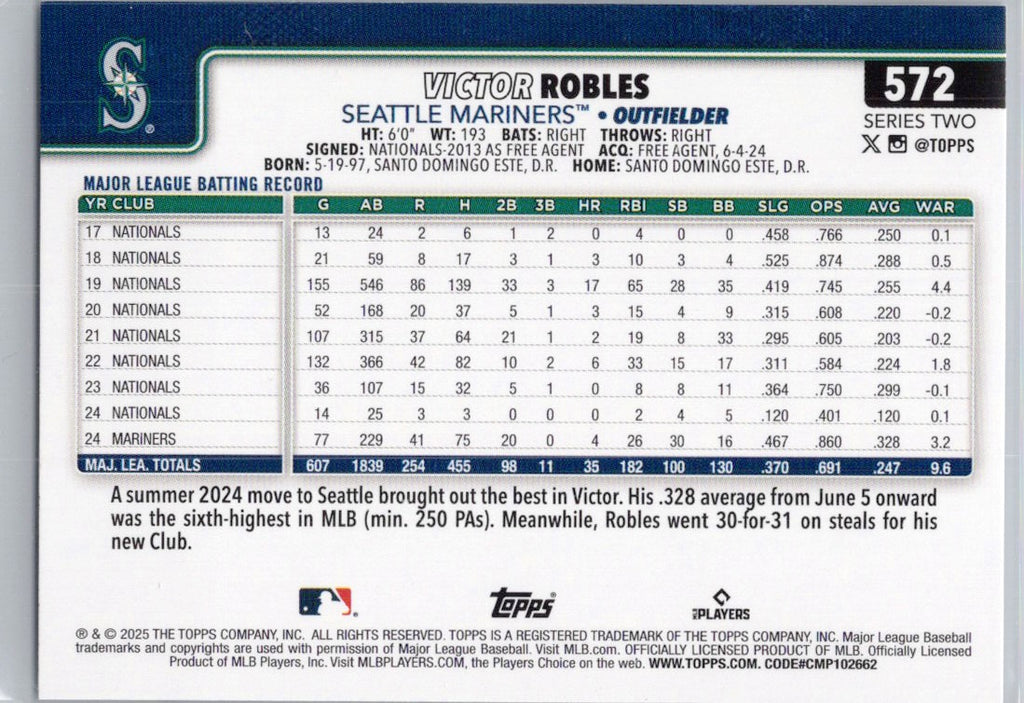 S®
VICTOR ROBLES
572
SEATTLE MARINERS™ • OUTFIELDER
SERIES TWO
HT: 6'0" WT: 193 BATS: RIGHT THROWS: RIGHT
X @TOPPS
SIGNED: NATIONALS-2013 AS FREE AGENT ACQ: FREE AGENT, 6-4-24
BORN: 5-19-97, SANTO DOMINGO ESTE, D.R. HOME: SANTO DOMINGO ESTE, D.R.
MAJOR LEAGUE BATTING RECORD
YR CLUB G AB R H 2B 3B HR RBI SB BB SLG OPS AVG WAR
17 NATIONALS 13 24 2 6 1 2 0 4 0 0 .458 .766 .250 0.1
18 NATIONALS 21 59 8 17 3 1 3 10 3 4 .525 .874 .288 0.5
19 NATIONALS 155 546 86 139 33 3 17 65 28 35 .419 .745 .255 4.4
20 NATIONALS 52 168 20 37 5 1 3 15 4 9 .315 .608 .220 -0.2
21 NATIONALS 107 315 37 64 21 1 2 19 8 33 .295 .605 .203 -0.2
22 NATIONALS 132 366 42 82 10 2 6 33 15 17 .311 .584 .224 1.8
23 NATIONALS 36 107 15 32 5 1 0 8 8 11 .364 .750 .299 -0.1
24 NATIONALS 14 25 3 3 0 0 0 2 4 5 .120 .401 .120 0.1
24 MARINERS 77 229 41 75 20 0 4 26 30 16 .467 .860 .328 3.2
MAJ. LEA. TOTALS 607 1839 254 455 98 11 35 182 100 130 .370 .691 .247 9.6
A summer 2024 move to Seattle brought out the best in Victor. His .328 average from June 5 onward
was the sixth-highest in MLB (min. 250 PAs). Meanwhile, Robles went 30-for-31 on steals for his
new Club.
® Topps® MLB PLAYERS
® & © 2025 THE TOPPS COMPANY, INC. ALL RIGHTS RESERVED. TOPPS IS A REGISTERED TRADEMARK OF THE TOPPS COMPANY, INC. Major League Baseball
trademarks and copyrights are used with permission of Major League Baseball. Visit MLB.com. OFFICIALLY LICENSED PRODUCT OF MLB. Officially Licensed
Product of MLB Players, Inc. Visit MLBPLAYERS.COM, the Players Choice on the web. WWW.TOPPS.COM. CODE#CMP102662